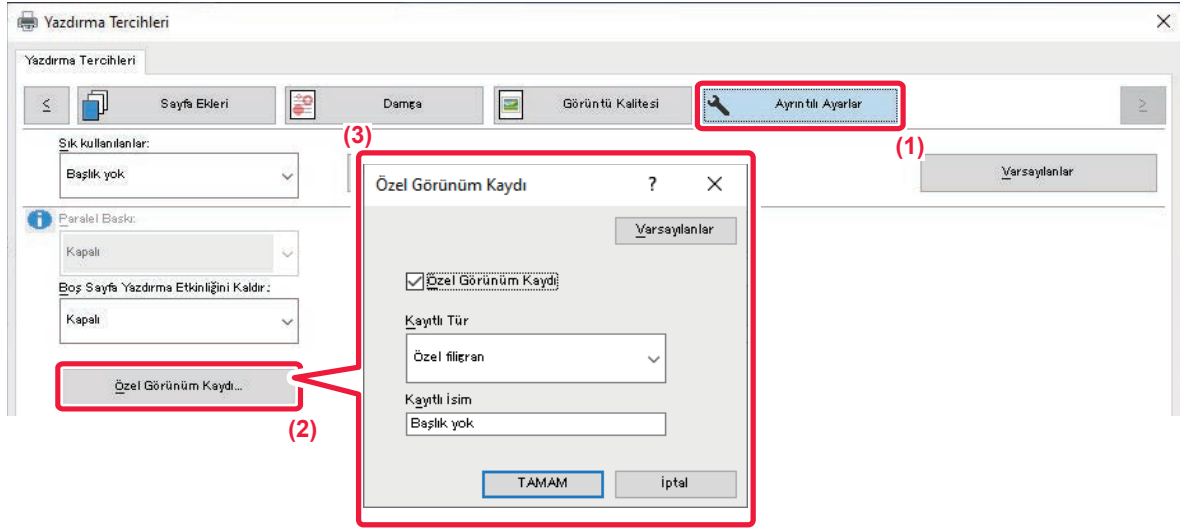 Yazdırma Tercihleri
Yazdırma Tercihleri
≤
Sayfa Ekleri
Damga
Görüntü Kalitesi
Ayrıntılı Ayarlar
≥
(1)
Sık kullanılanlar:
Başlık yok
Varsayılanlar
Paralel Baskı:
Kapalı
Boş Sayfa Yazdırma Etkinliğini Kaldır:
Kapalı
Özel Görünüm Kaydı...
(2)
(3)
Özel Görünüm Kaydı
?
Varsayılanlar
Özel Görünüm Kaydı
Kayıtlı Tür
Özel filigran
Kayıtlı İsim
Başlık yok
TAMAM
İptal